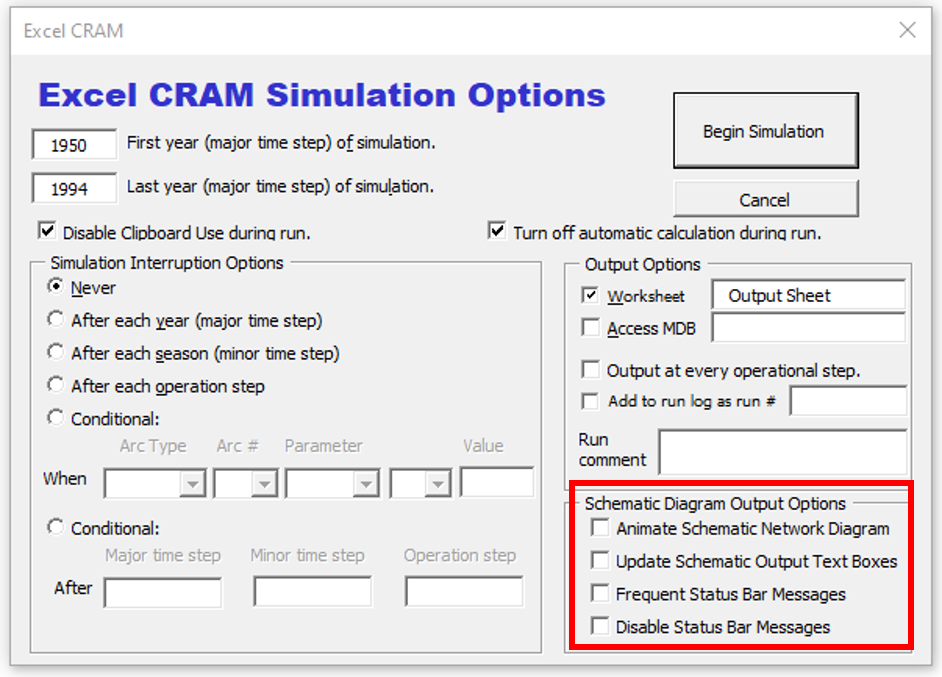 Excel CRAM
Excel CRAM Simulation Options
1950 First year (major time step) of simulation.
1994 Last year (major time step) of simulation.
Begin Simulation
Cancel
Disable Clipboard Use during run.
Turn off automatic calculation during run.
Simulation Interruption Options
Never
After each year (major time step)
After each season (minor time step)
After each operation step
Conditional:
Arc Type Arc # Parameter Value
When
Conditional:
Major time step Minor time step Operation step
After
Output Options
Worksheet Output Sheet
Access MDB
Output at every operational step.
Add to run log as run #
Run
comment
Schematic Diagram Output Options
Animate Schematic Network Diagram
Update Schematic Output Text Boxes
Frequent Status Bar Messages
Disable Status Bar Messages